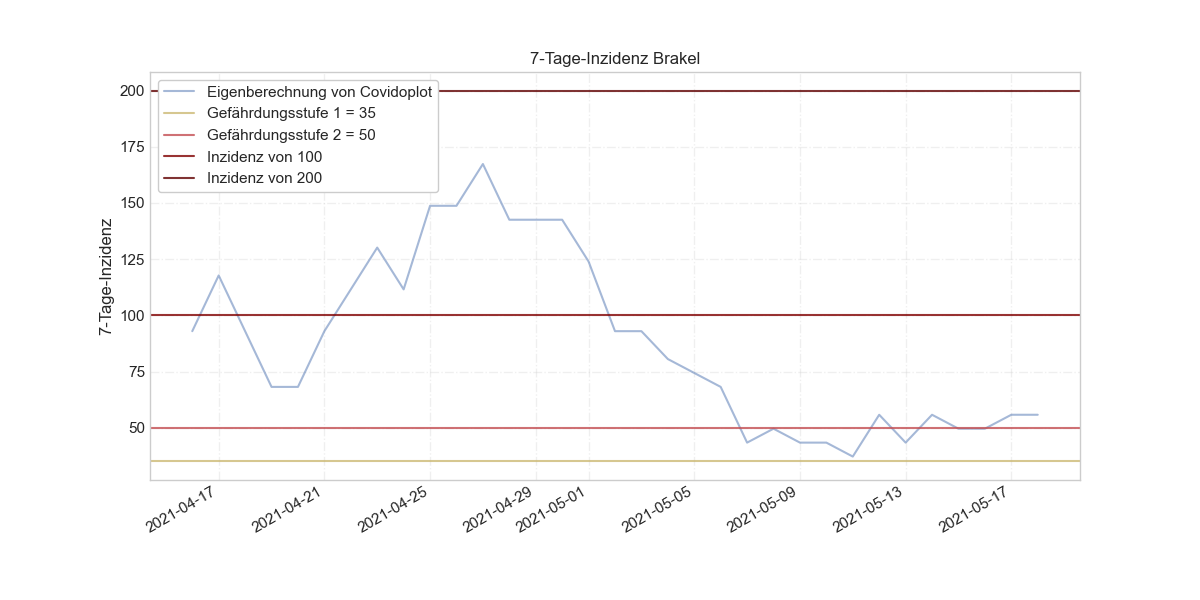 7-Tage-Inzidenz Brakel
Eigenberechnung von Covidoplot
Gefährdungsstufe 1 = 35
Gefährdungsstufe 2 = 50
Inzidenz von 100
Inzidenz von 200
7-Tage-Inzidenz
200
175
150
125
100
75
50
2021-04-17
2021-04-21
2021-04-25
2021-04-29
2021-05-01
2021-05-05
2021-05-09
2021-05-13
2021-05-17